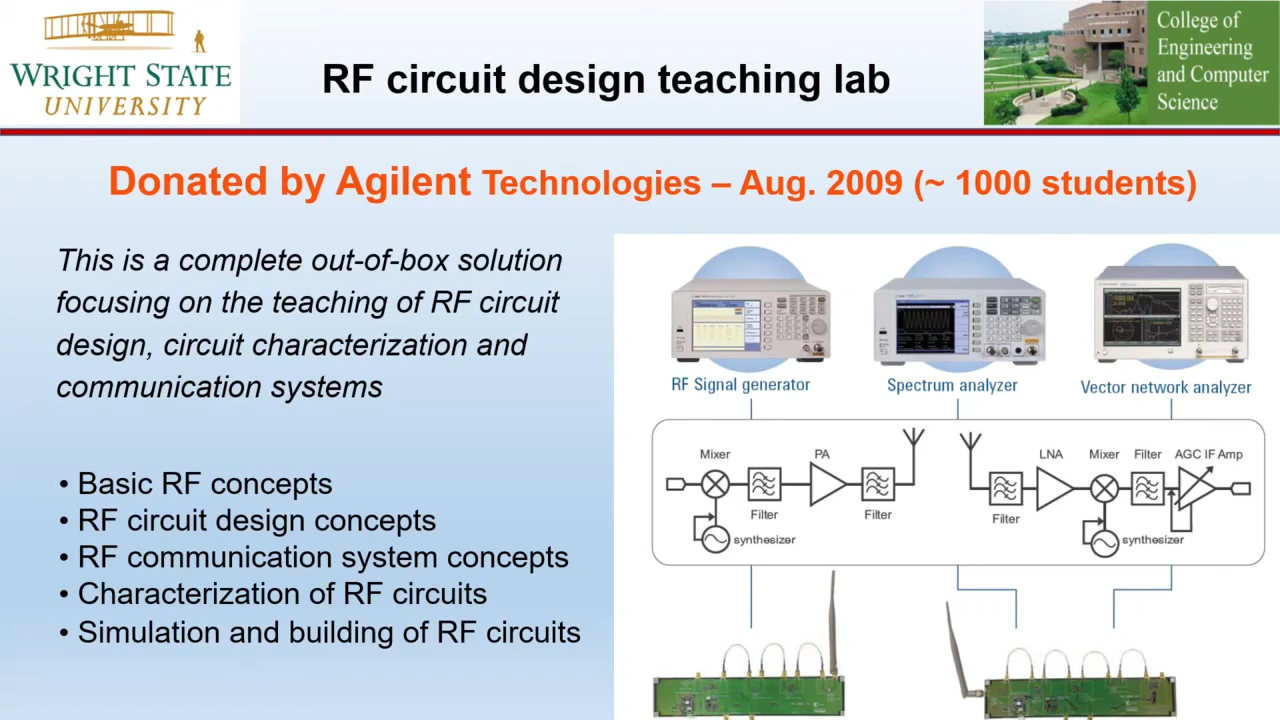 WRIGHT STATE
UNIVERSITY
RF circuit design teaching lab
College of
Engineering
and Computer
Science
Donated by Agilent Technologies – Aug. 2009 (~ 1000 students)
This is a complete out-of-box solution
focusing on the teaching of RF circuit
design, circuit characterization and
communication systems
• Basic RF concepts
• RF circuit design concepts
• RF communication system concepts
• Characterization of RF circuits
• Simulation and building of RF circuits
RF Signal generator
Spectrum analyzer
Vector network analyzer
Mixer
PA
LNA
Mixer
Filter
AGC IF Amp
Filter
Filter
Filter
synthesizer
synthesizer